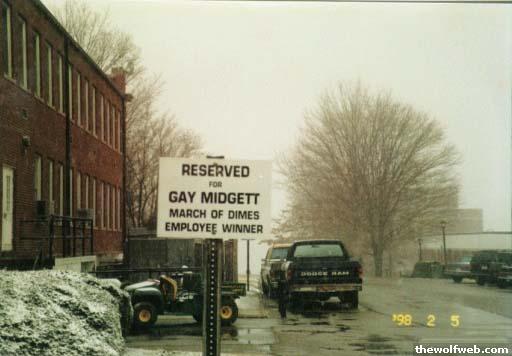 RESERVED
FOR
GAY MIDGETT
MARCH OF DIMES
EMPLOYEE WINNER
DODGE RAM
'98 2 5
thewolfweb.com